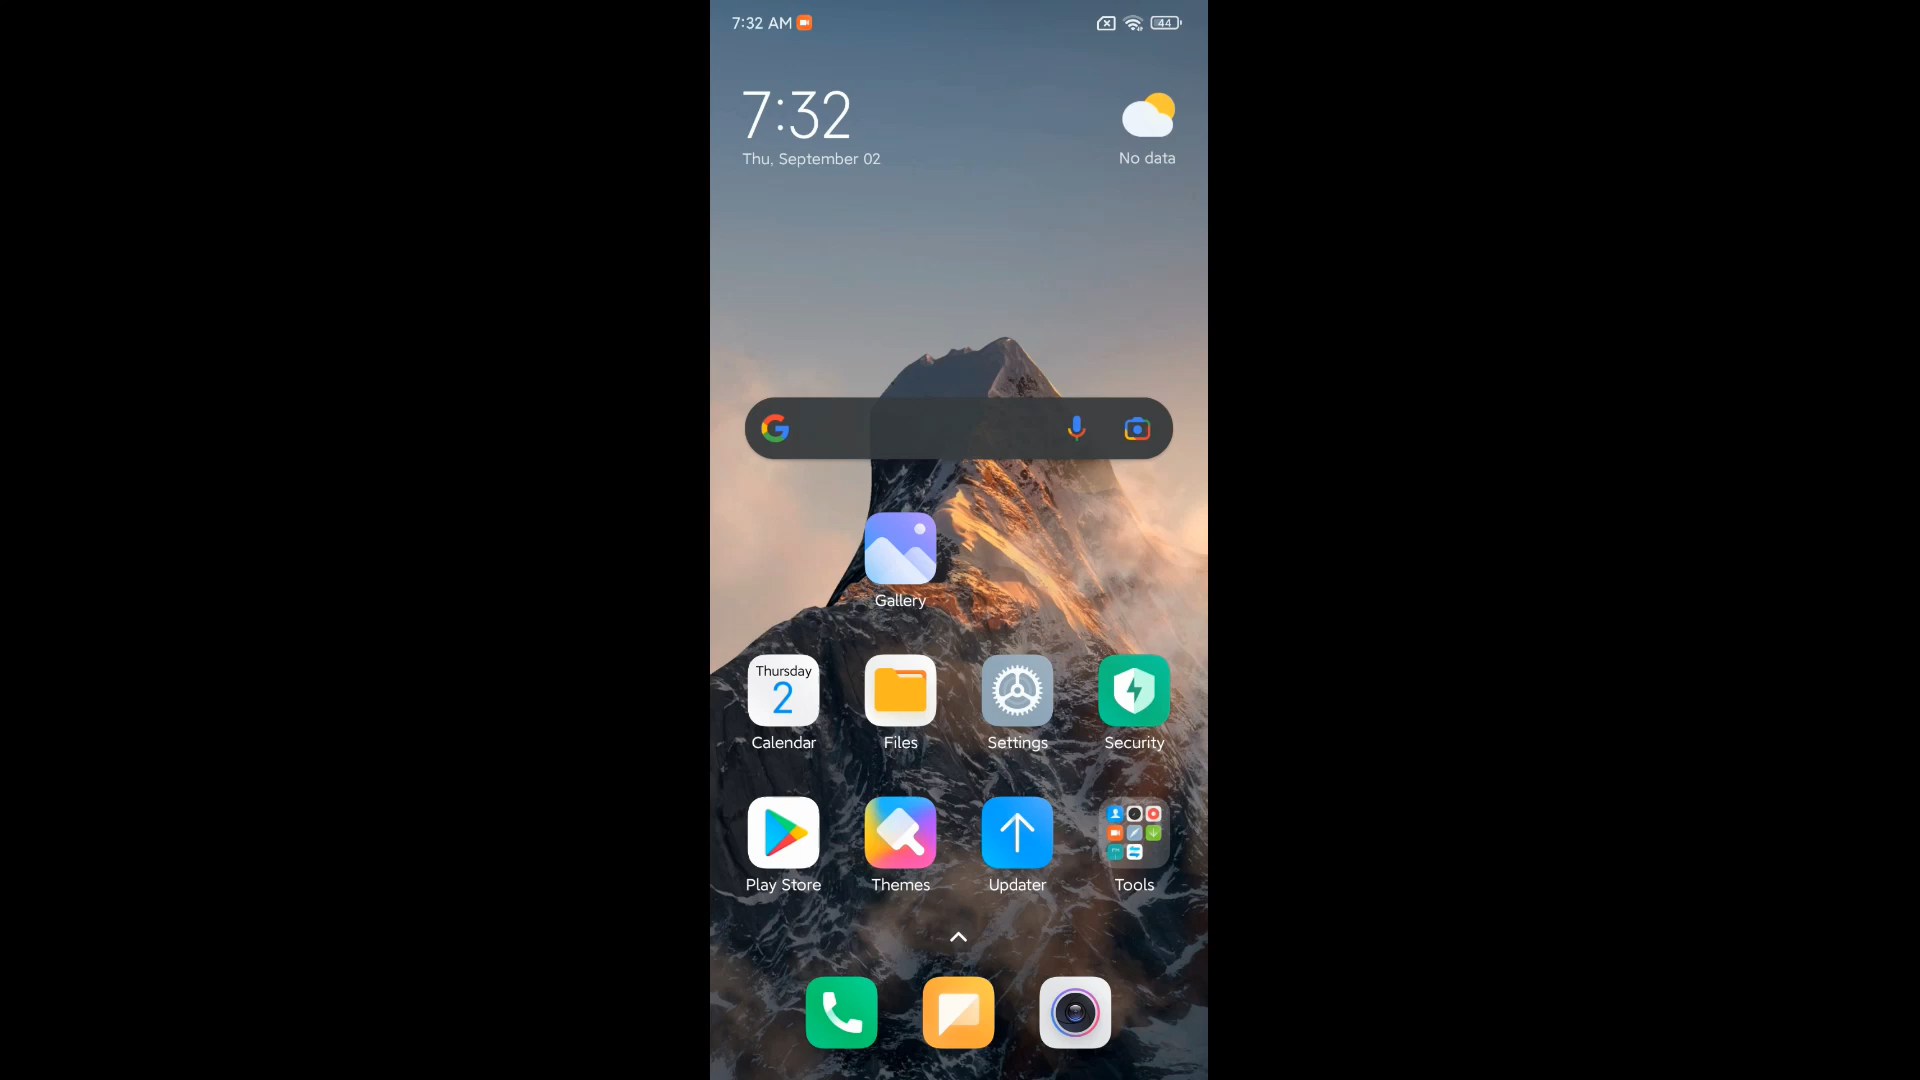 7:32 AM
44
7:32
Thu, September 02
No data
Gallery
Thursday
2
Calendar
Files
Settings
Security
Play Store
Themes
Updater
Tools